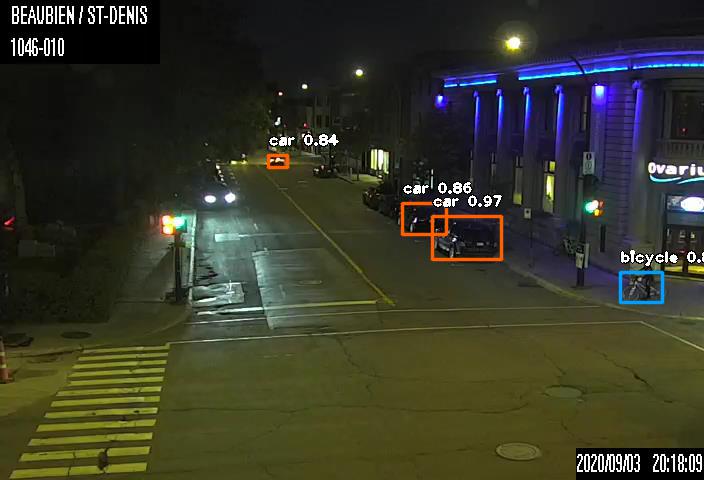 BEAUBIEN / ST-DENIS
1046-010
car 0.84
car 0.86
car 0.97
Ovariu
bicycle 0.8
2020/09/03 20:18:09